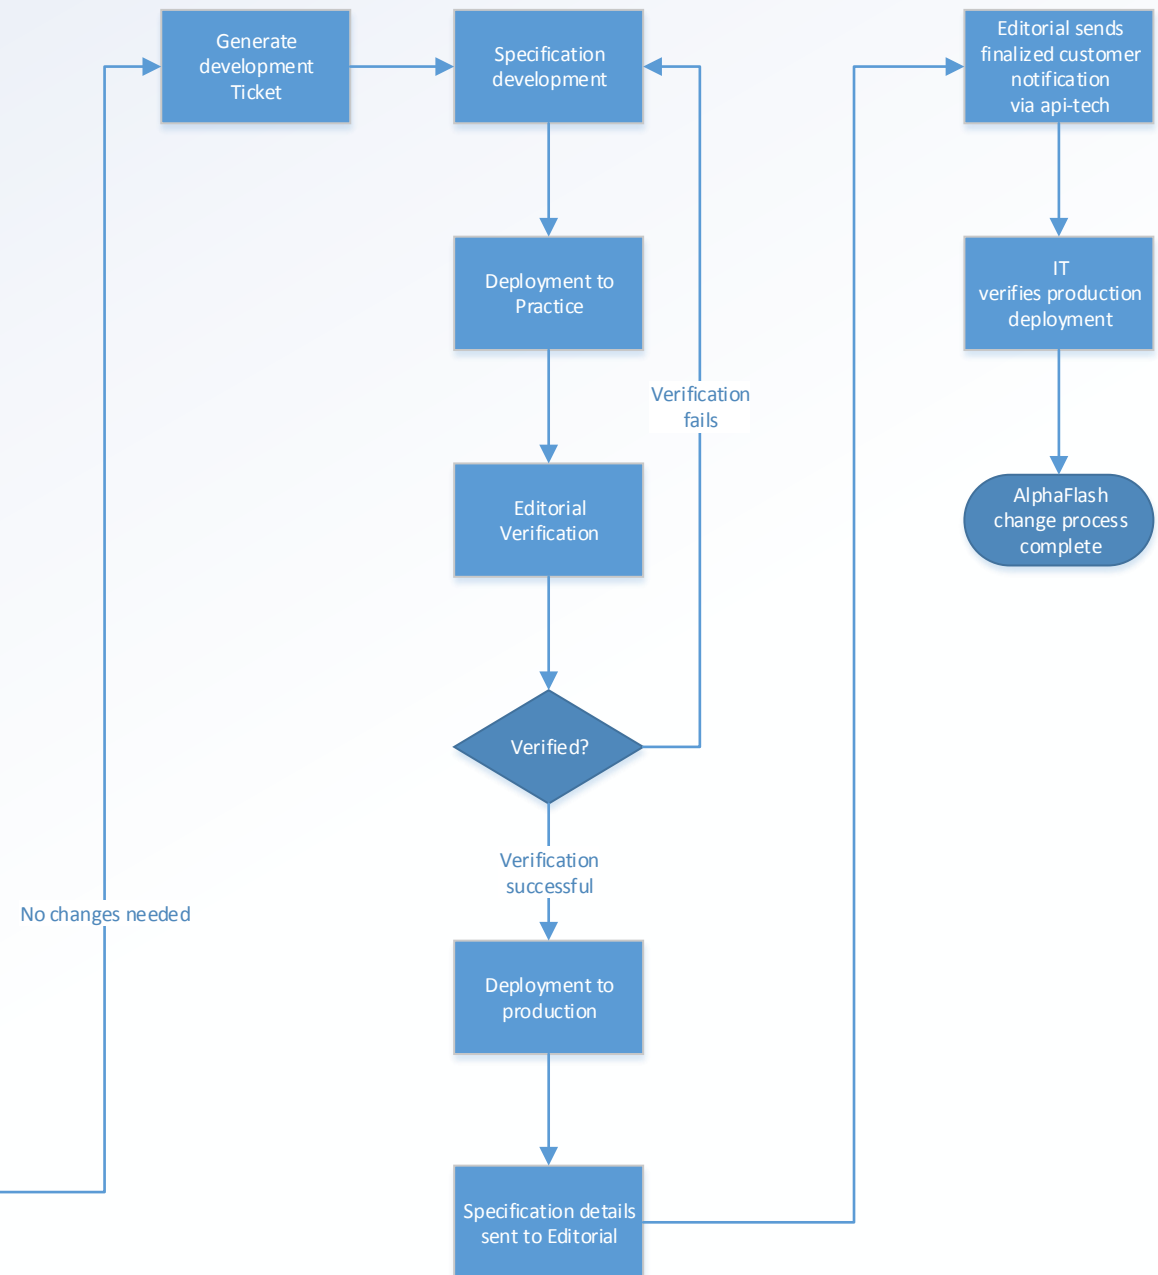 Generate
development
Ticket
Specification
development
Editorial sends
finalized customer
notification
via api-tech
Deployment to
Practice
IT
verifies production
deployment
Verification
fails
Editorial
Verification
AlphaFlash
change process
complete
Verified?
Verification
successful
No changes needed
Deployment to
production
Specification details
sent to Editorial